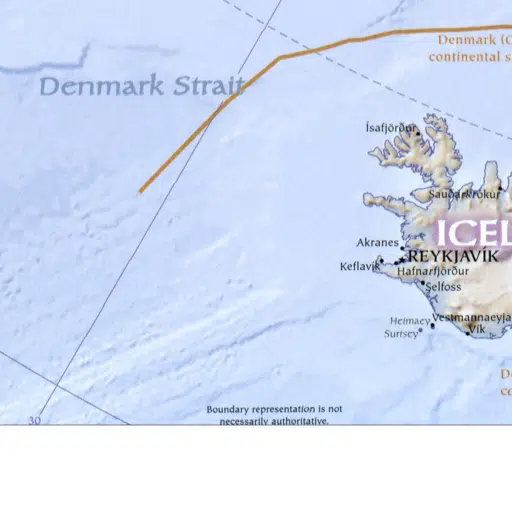 Denmark (
continental s
Denmark Strait
Ísafjörður
Sauðárkrókur
ICEL
Akranes
REYKJAVÍK
Keflavík
Hafnarfjörður
Selfoss
Heimaey
Vestmannaeyja
Surtsey
Vík
D
co
Boundary representation is not
necessarily authoritative.
30